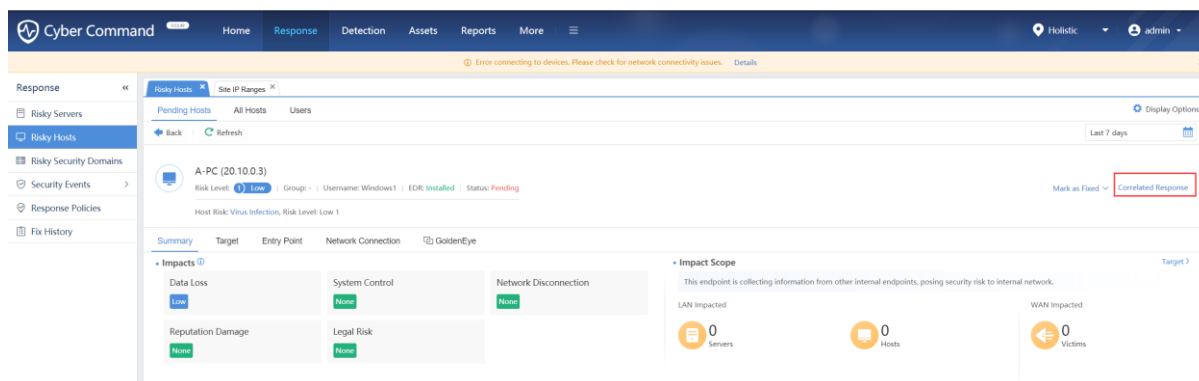 Cyber Command
Home Response Detection Assets Reports More
Holistic admin
Error connecting to devices. Please check for network connectivity issues. Details
Response «
Risky Hosts × Site IP Ranges ×
Pending Hosts All Hosts Users Display Options
Risky Servers
Risky Hosts
Risky Security Domains
Security Events >
Response Policies
Fix History
Back Refresh Last 7 days
A-PC (20.10.0.3)
Risk Level: 1 Low | Group: - | Username: Windows1 | EDR: Installed | Status: Pending
Mark as Fixed Correlated Response
Host Risk: Virus Infection, Risk Level: Low 1
Summary Target Entry Point Network Connection GoldenEye
Impacts
Data Loss System Control Network Disconnection
Low None None
Reputation Damage Legal Risk
None None
Impact Scope Target >
This endpoint is collecting information from other internal endpoints, posing security risk to internal network.
LAN Impacted WAN Impacted
0 0 0
Servers Hosts Victims